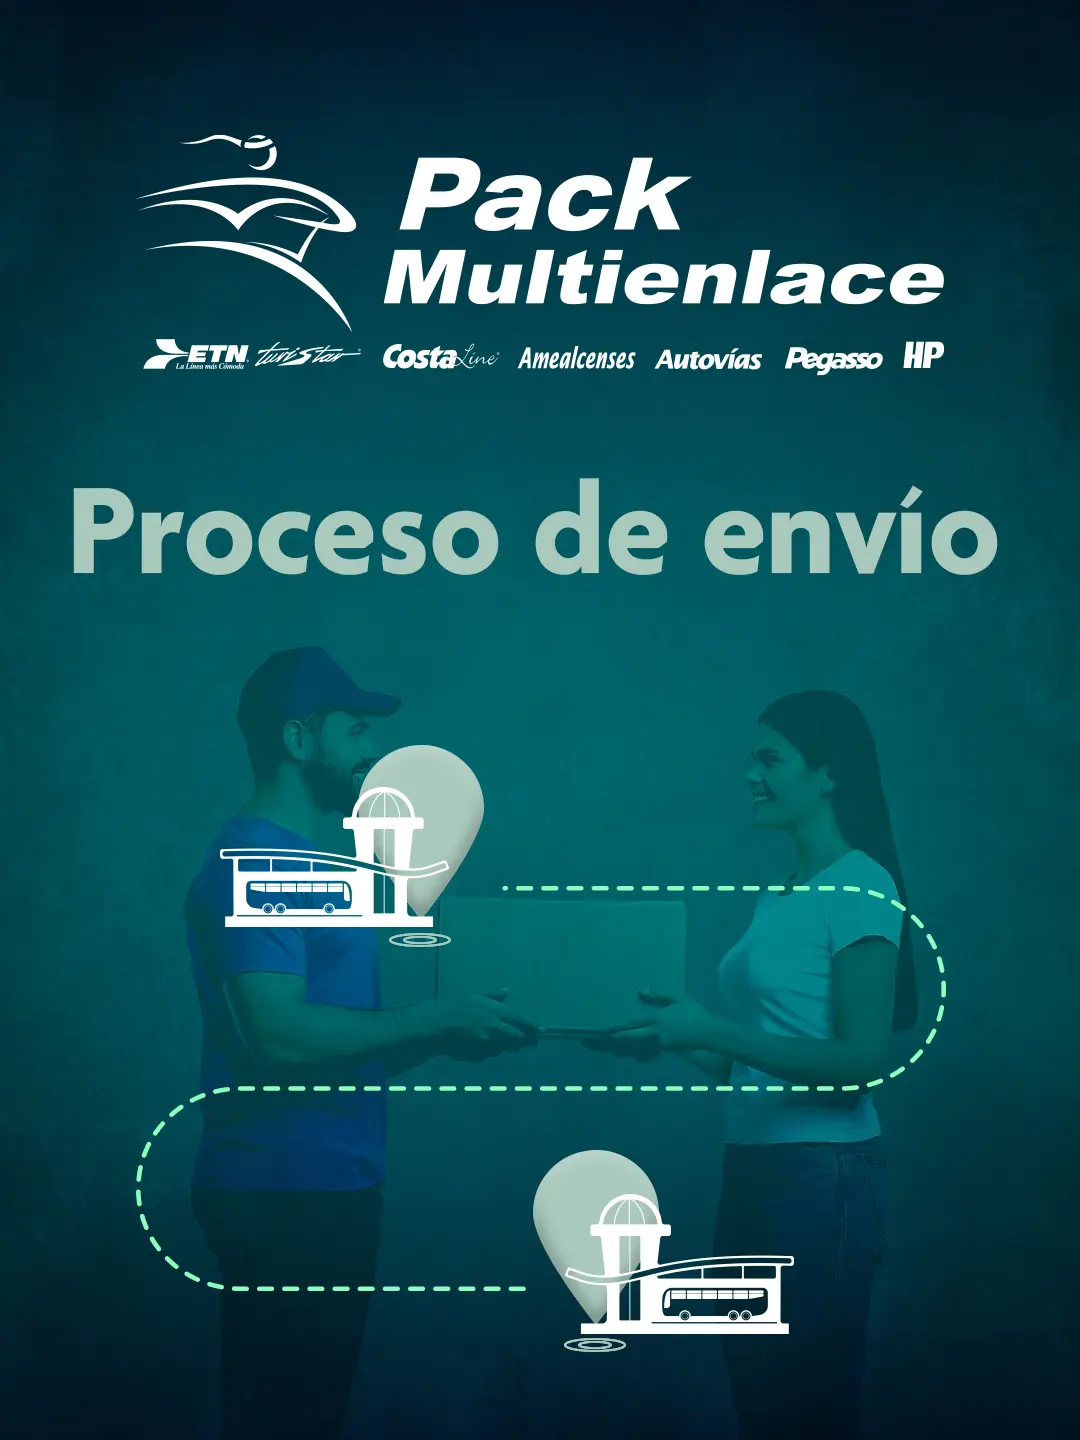 Pack
Multienlace
ETN turistar Costa Line Amealcenses Autovías Pegasso HP
La Línea más Cómoda
Proceso de envío